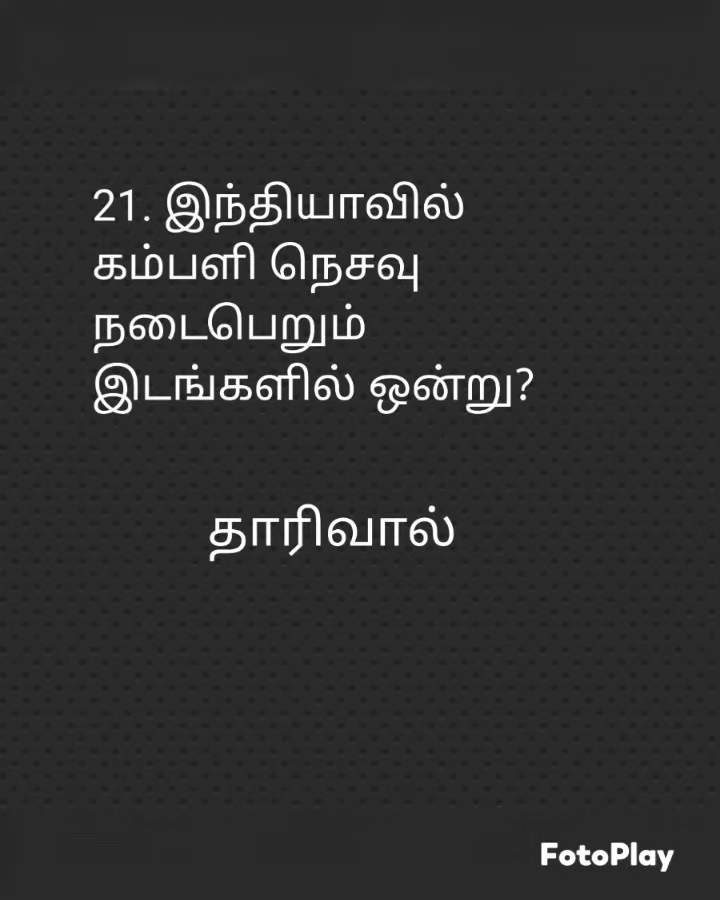 21. இந்தியாவில்
கம்பளி நெசவு
நடைபெறும்
இடங்களில் ஒன்று?
தாரிவால்
FotoPlay